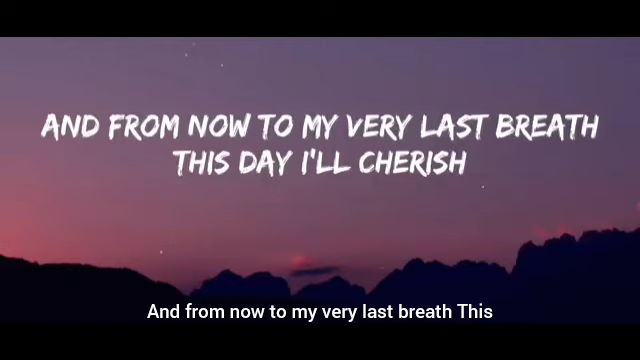 AND FROM NOW TO MY VERY LAST BREATH
THIS DAY I'LL CHERISH
And from now to my very last breath This